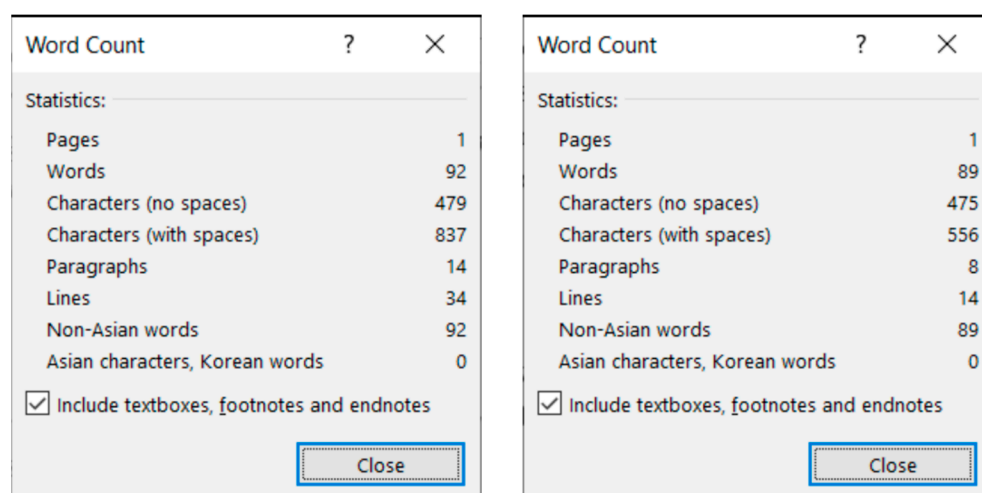 Word Count ?
Statistics:
Pages 1
Words 92
Characters (no spaces) 479
Characters (with spaces) 837
Paragraphs 14
Lines 34
Non-Asian words 92
Asian characters, Korean words 0
Include textboxes, footnotes and endnotes
Close
Word Count ?
Statistics:
Pages 1
Words 89
Characters (no spaces) 475
Characters (with spaces) 556
Paragraphs 8
Lines 14
Non-Asian words 89
Asian characters, Korean words 0
Include textboxes, footnotes and endnotes
Close